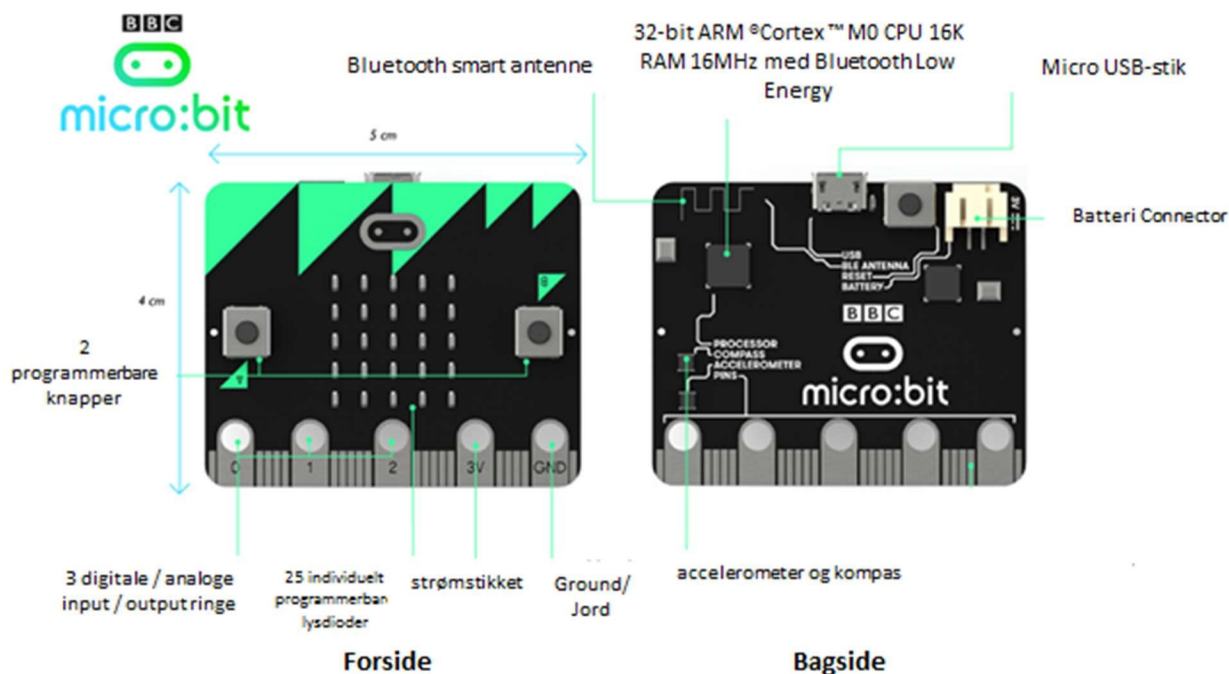 BBC
micro:bit
Bluetooth smart antenne
32-bit ARM ®Cortex™ M0 CPU 16K
RAM 16MHz med Bluetooth Low
Energy
Micro USB-stik
5 cm
Batteri Connector
3V
4 cm
B
USB
BLE ANTENNA
RESET
BATTERY
BBC
2
programmerbare
knapper
A
PROCESSOR
COMPASS
ACCELEROMETER
PINS
micro:bit
0
1
2
3V
GND
3 digitale / analoge
input / output ringe
25 individuelt
programmerban
lysdioder
strømstikket
Ground/
Jord
accelerometer og kompas
Forside
Bagside